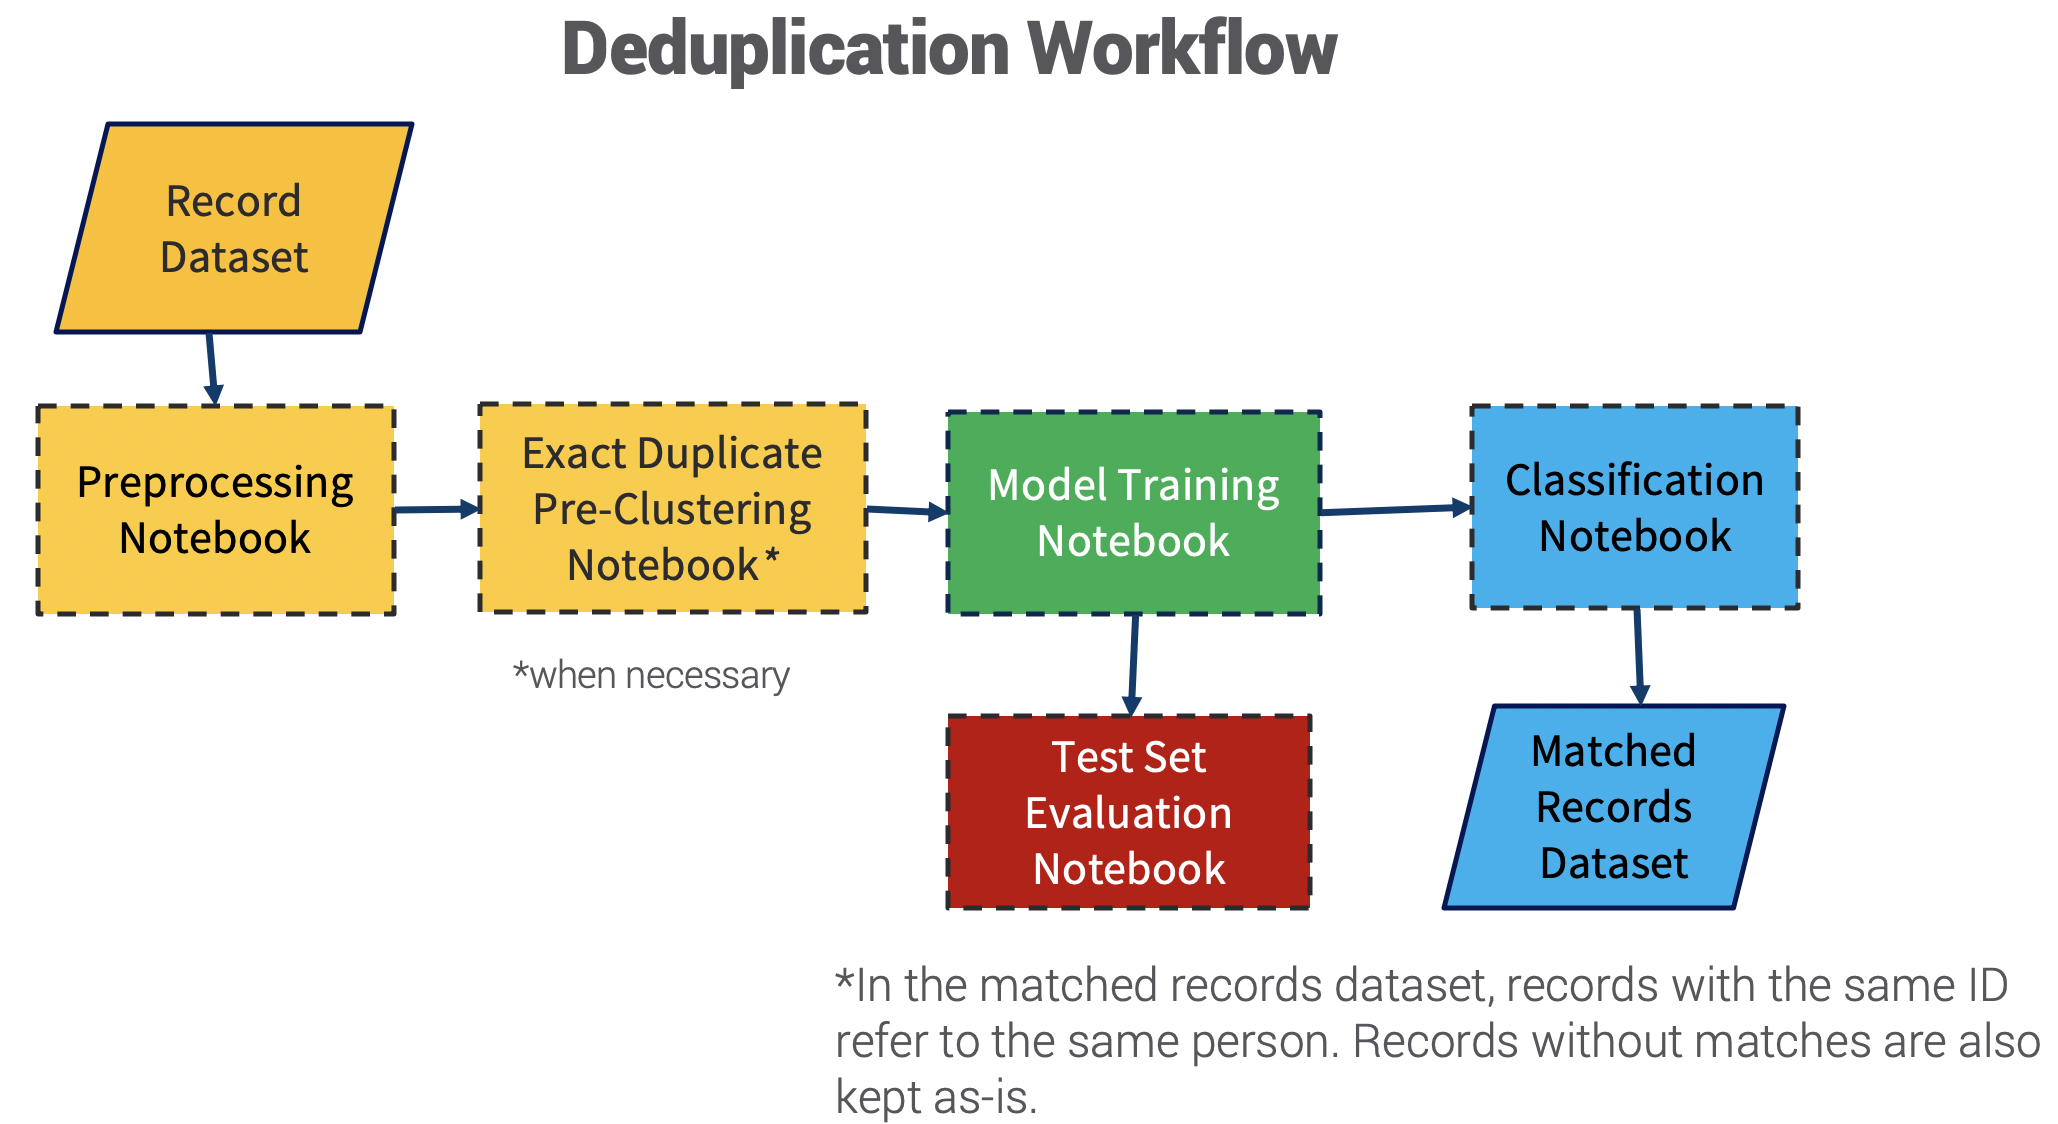 Deduplication Workflow
Record
Dataset
Preprocessing
Notebook
Exact Duplicate
Pre-Clustering
Notebook*
*when necessary
Model Training
Notebook
Classification
Notebook
Test Set
Evaluation
Notebook
Matched
Records
Dataset
*In the matched records dataset, records with the same ID
refer to the same person. Records without matches are also
kept as-is.